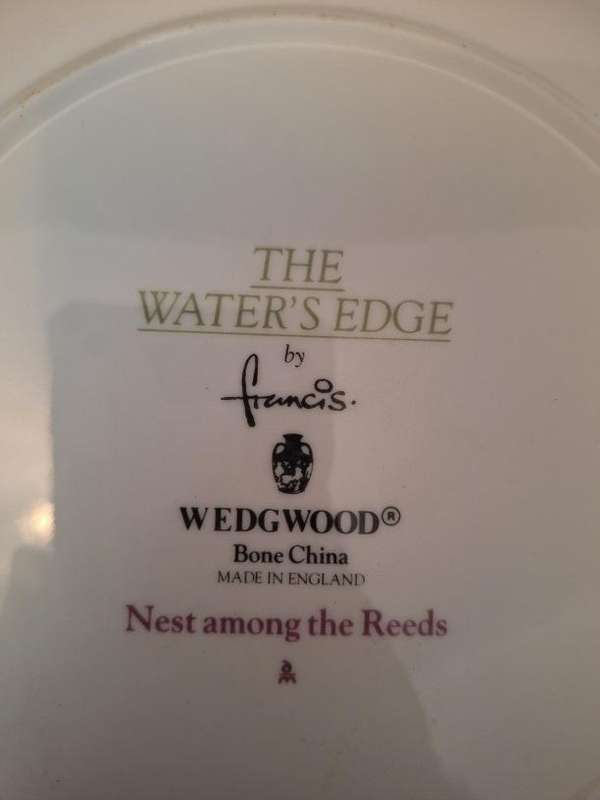 THE
WATER'S EDGE
by
francis.
WEDGWOOD®
Bone China
MADE IN ENGLAND
Nest among the Reeds